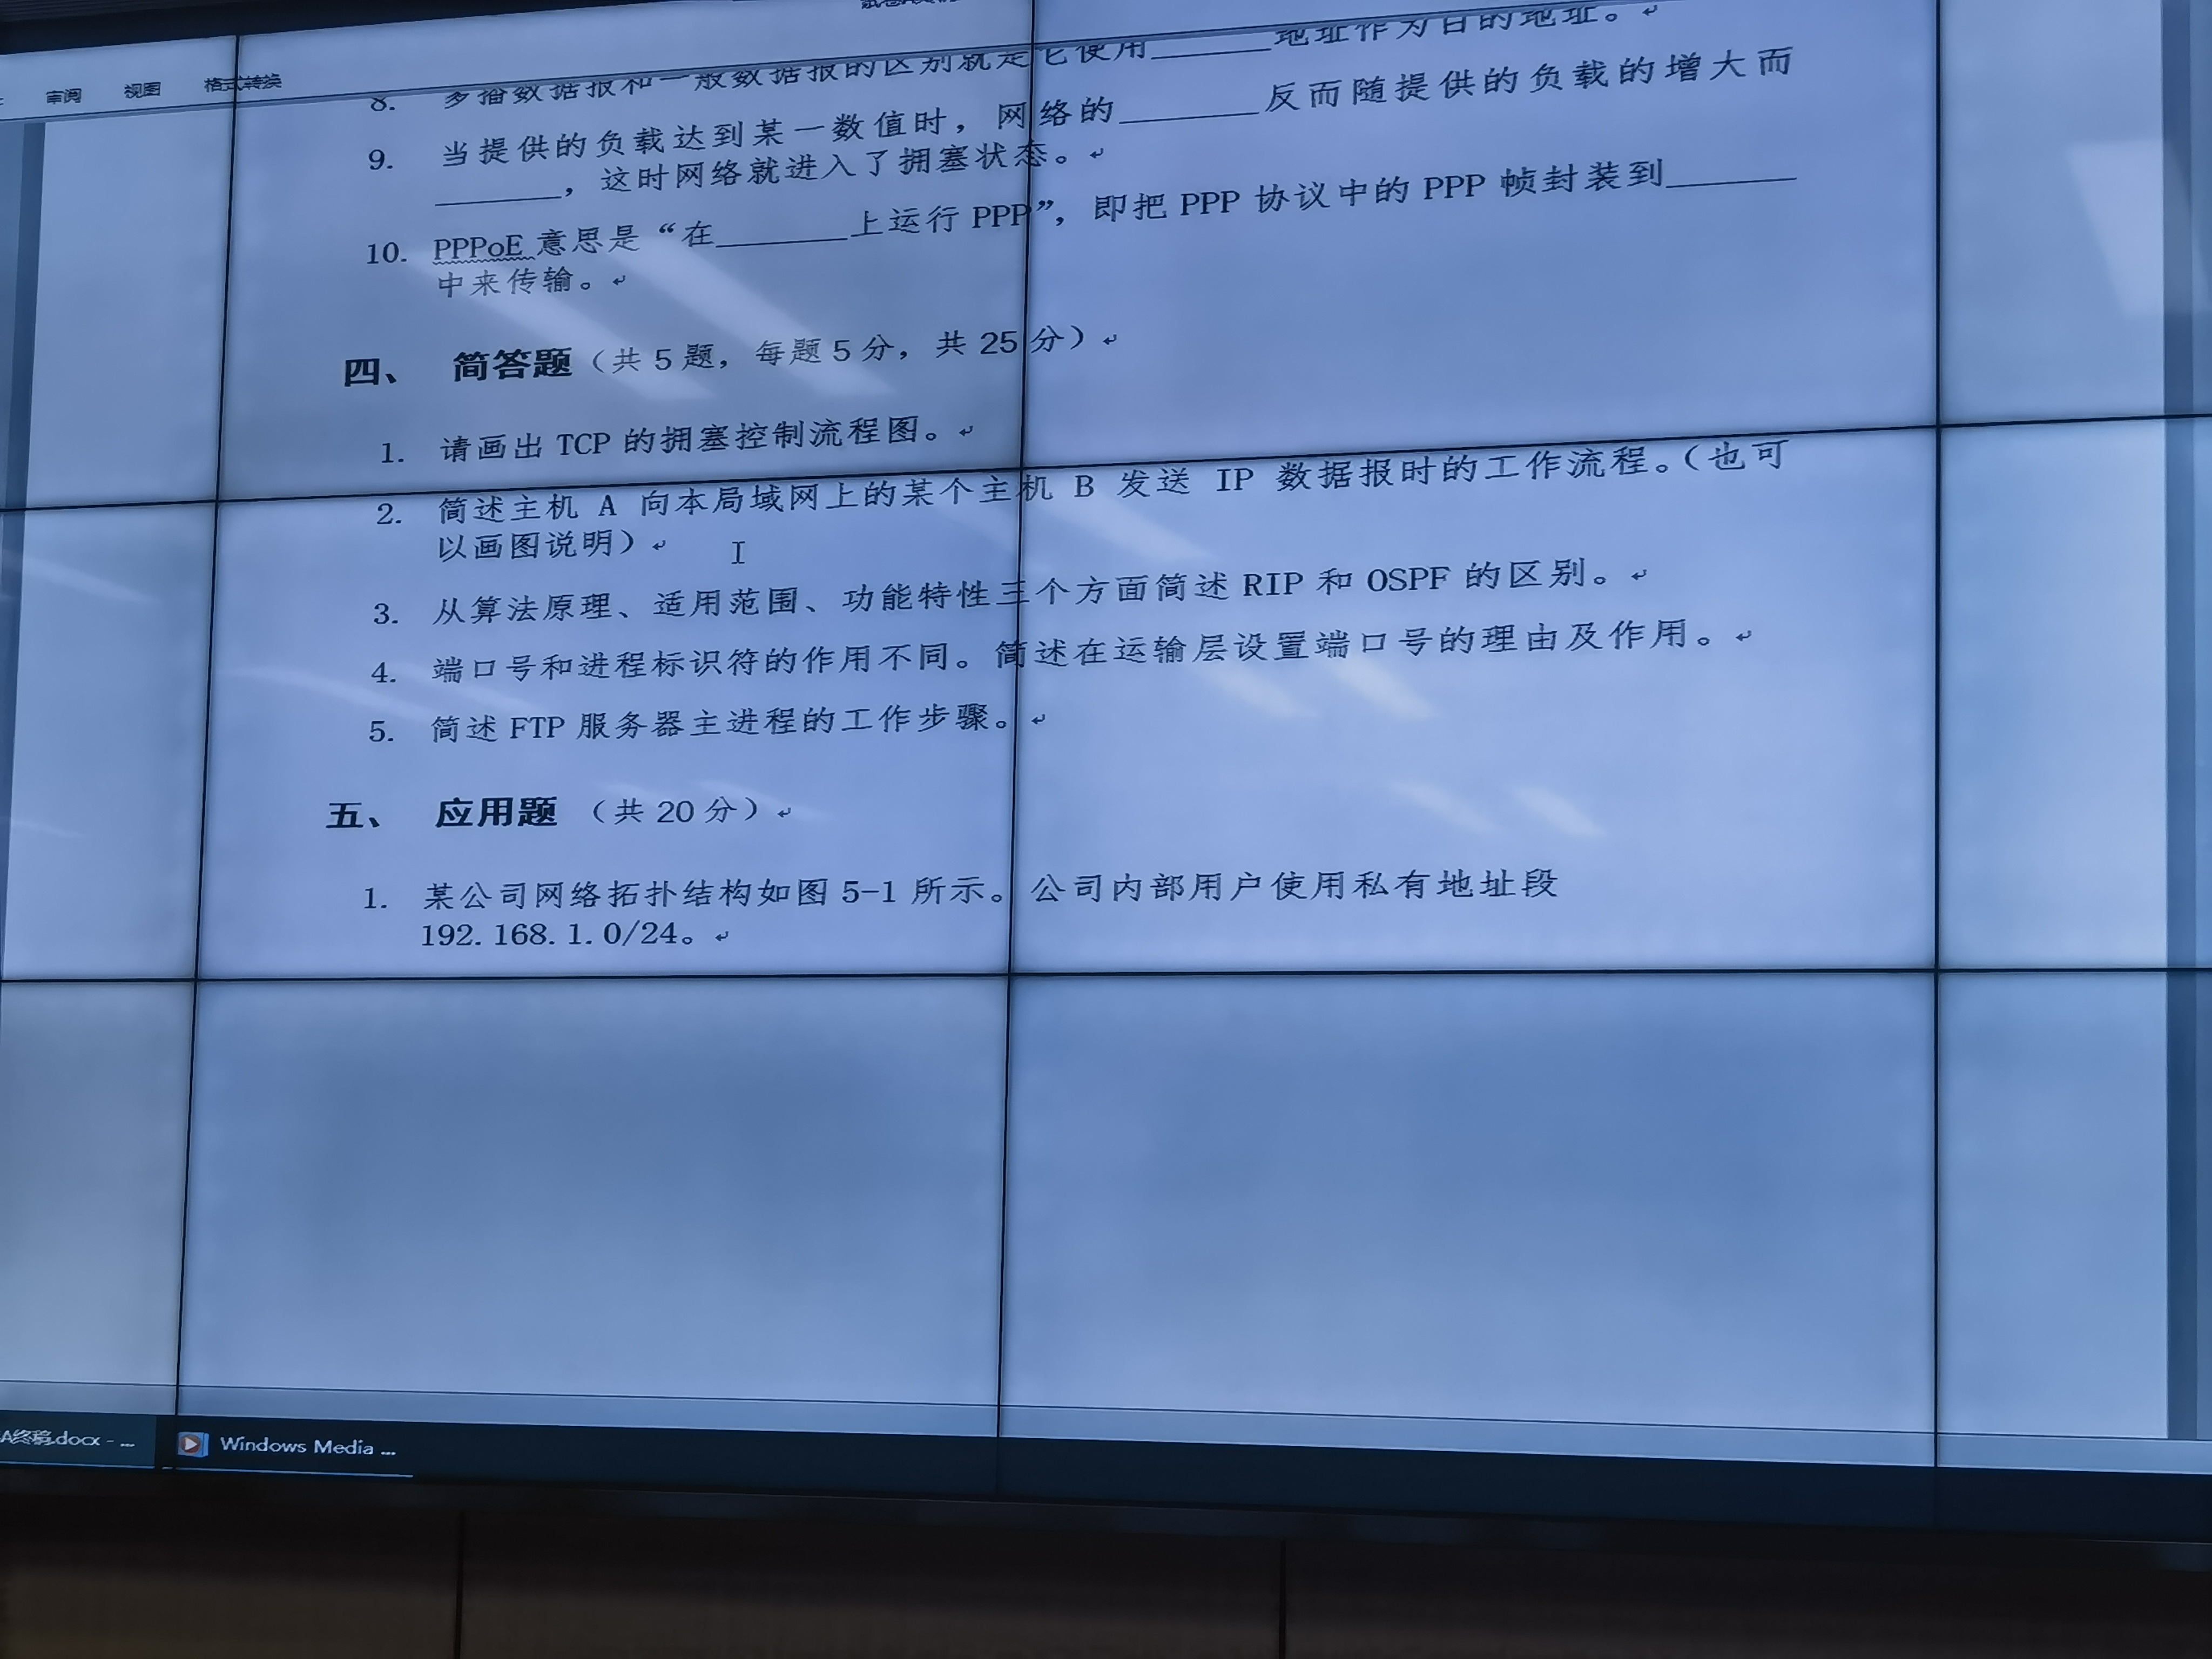 审阅 视图 格式转换
8. 多播数据报和一般数据报的区别就是它使用______地址作为目的地址。
9. 当提供的负载达到某一数值时，网络的_______反而随提供的负载的增大而
______，这时网络就进入了拥塞状态。
10. PPPoE 意思是“在______上运行 PPP”，即把 PPP 协议中的 PPP 帧封装到______
中来传输。
四、 简答题（共 5 题，每题 5 分，共 25 分）
1. 请画出 TCP 的拥塞控制流程图。
2. 简述主机 A 向本局域网上的某个主机 B 发送 IP 数据报时的工作流程。（也可
以画图说明）
3. 从算法原理、适用范围、功能特性三个方面简述 RIP 和 OSPF 的区别。
4. 端口号和进程标识符的作用不同。简述在运输层设置端口号的理由及作用。
5. 简述 FTP 服务器主进程的工作步骤。
五、 应用题 （共 20 分）
1. 某公司网络拓扑结构如图 5-1 所示。公司内部用户使用私有地址段
192.168.1.0/24。
A终稿.docx - ... Windows Media ...